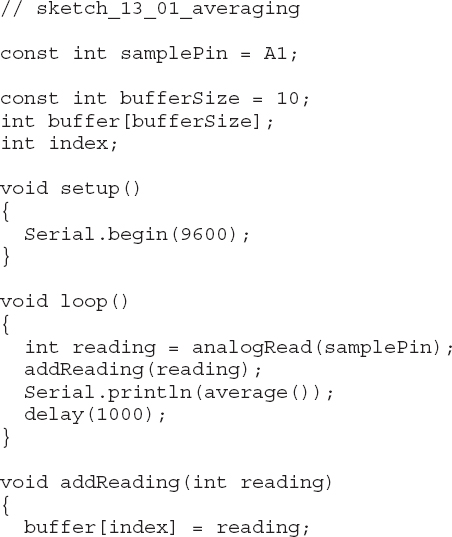 // sketch_13_01_averaging
const int samplePin = A1;
const int bufferSize = 10;
int buffer[bufferSize];
int index;
void setup()
{
  Serial.begin(9600);
}
void loop()
{
  int reading = analogRead(samplePin);
  addReading(reading);
  Serial.println(average());
  delay(1000);
}
void addReading(int reading)
{
  buffer[index] = reading;